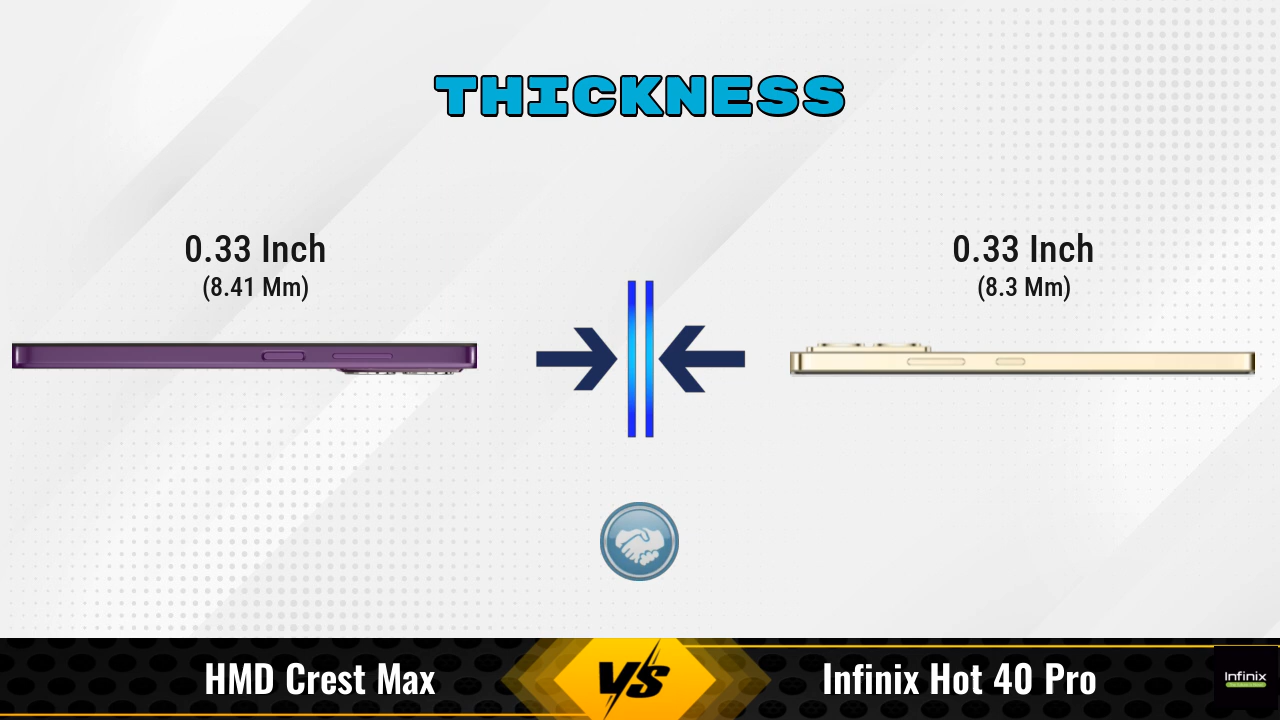 THICKNESS
0.33 Inch
(8.41 Mm)
0.33 Inch
(8.3 Mm)
HMD Crest Max
VS
Infinix Hot 40 Pro
Infinix